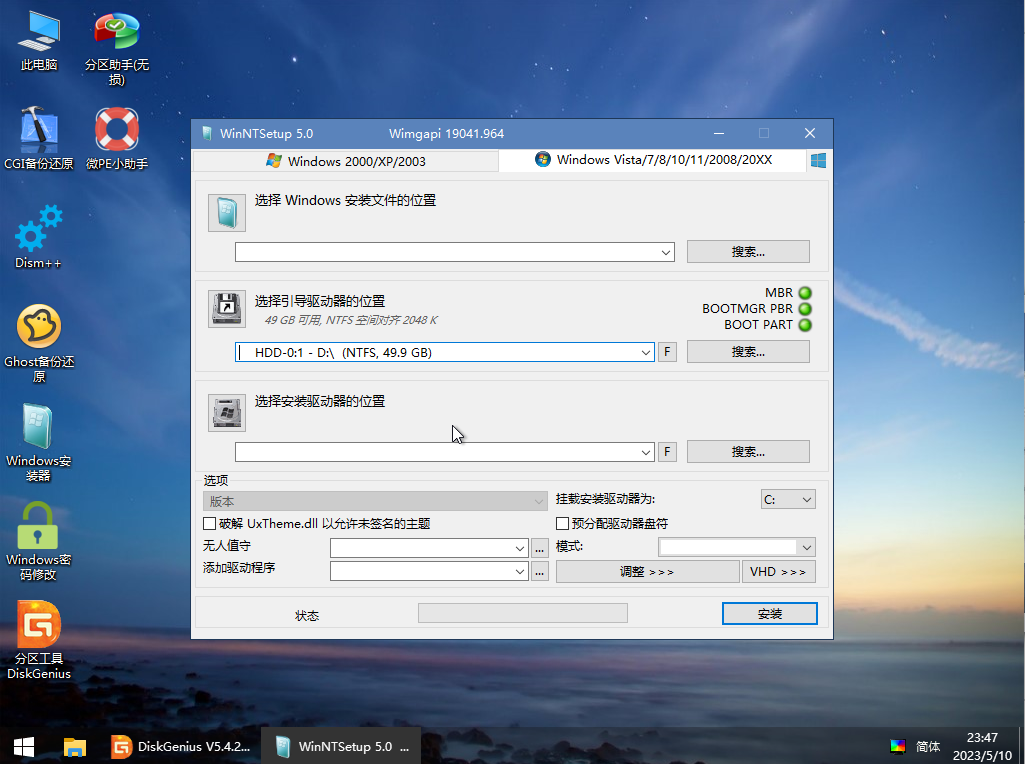 此电脑
分区助手(无
损)
CGI备份还原
微PE小助手
Dism++
Ghost备份还
原
Windows安
装器
Windows密
码修改
分区工具
DiskGenius
WinNTSetup 5.0
Wimgapi 19041.964
Windows 2000/XP/2003
Windows Vista/7/8/10/11/2008/20XX
选择 Windows 安装文件的位置
搜索...
选择引导驱动器的位置
49 GB 可用, NTFS 空间对齐 2048 K
MBR
BOOTMGR PBR
BOOT PART
HDD-0:1 - D:\ (NTFS, 49.9 GB)
F
搜索...
选择安装驱动器的位置
F
搜索...
选项
版本
挂载安装驱动器为:
C:
破解 UxTheme.dll 以允许未签名的主题
预分配驱动器盘符
无人值守
...
模式:
添加驱动程序
...
调整 >>>
VHD >>>
状态
安装
DiskGenius V5.4.2...
WinNTSetup 5.0 ...
简体
23:47
2023/5/10